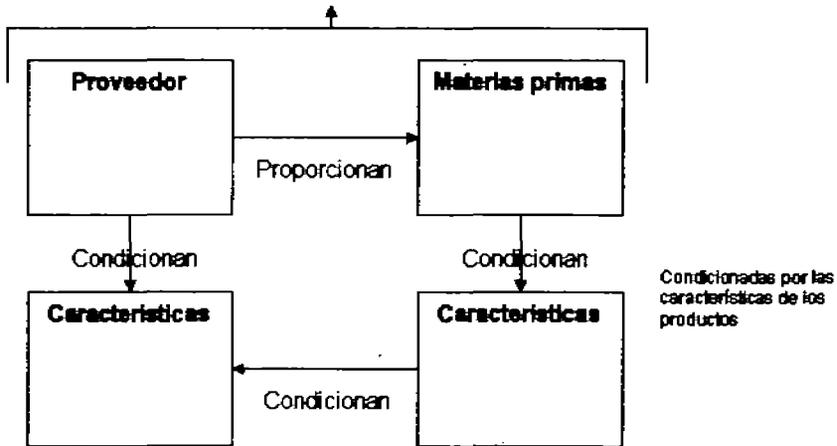 Proveedor
Materias primas
Proporcionan
Condicionan
Condicionan
Condicionadas por las
características de los
productos
Características
Características
Condicionan